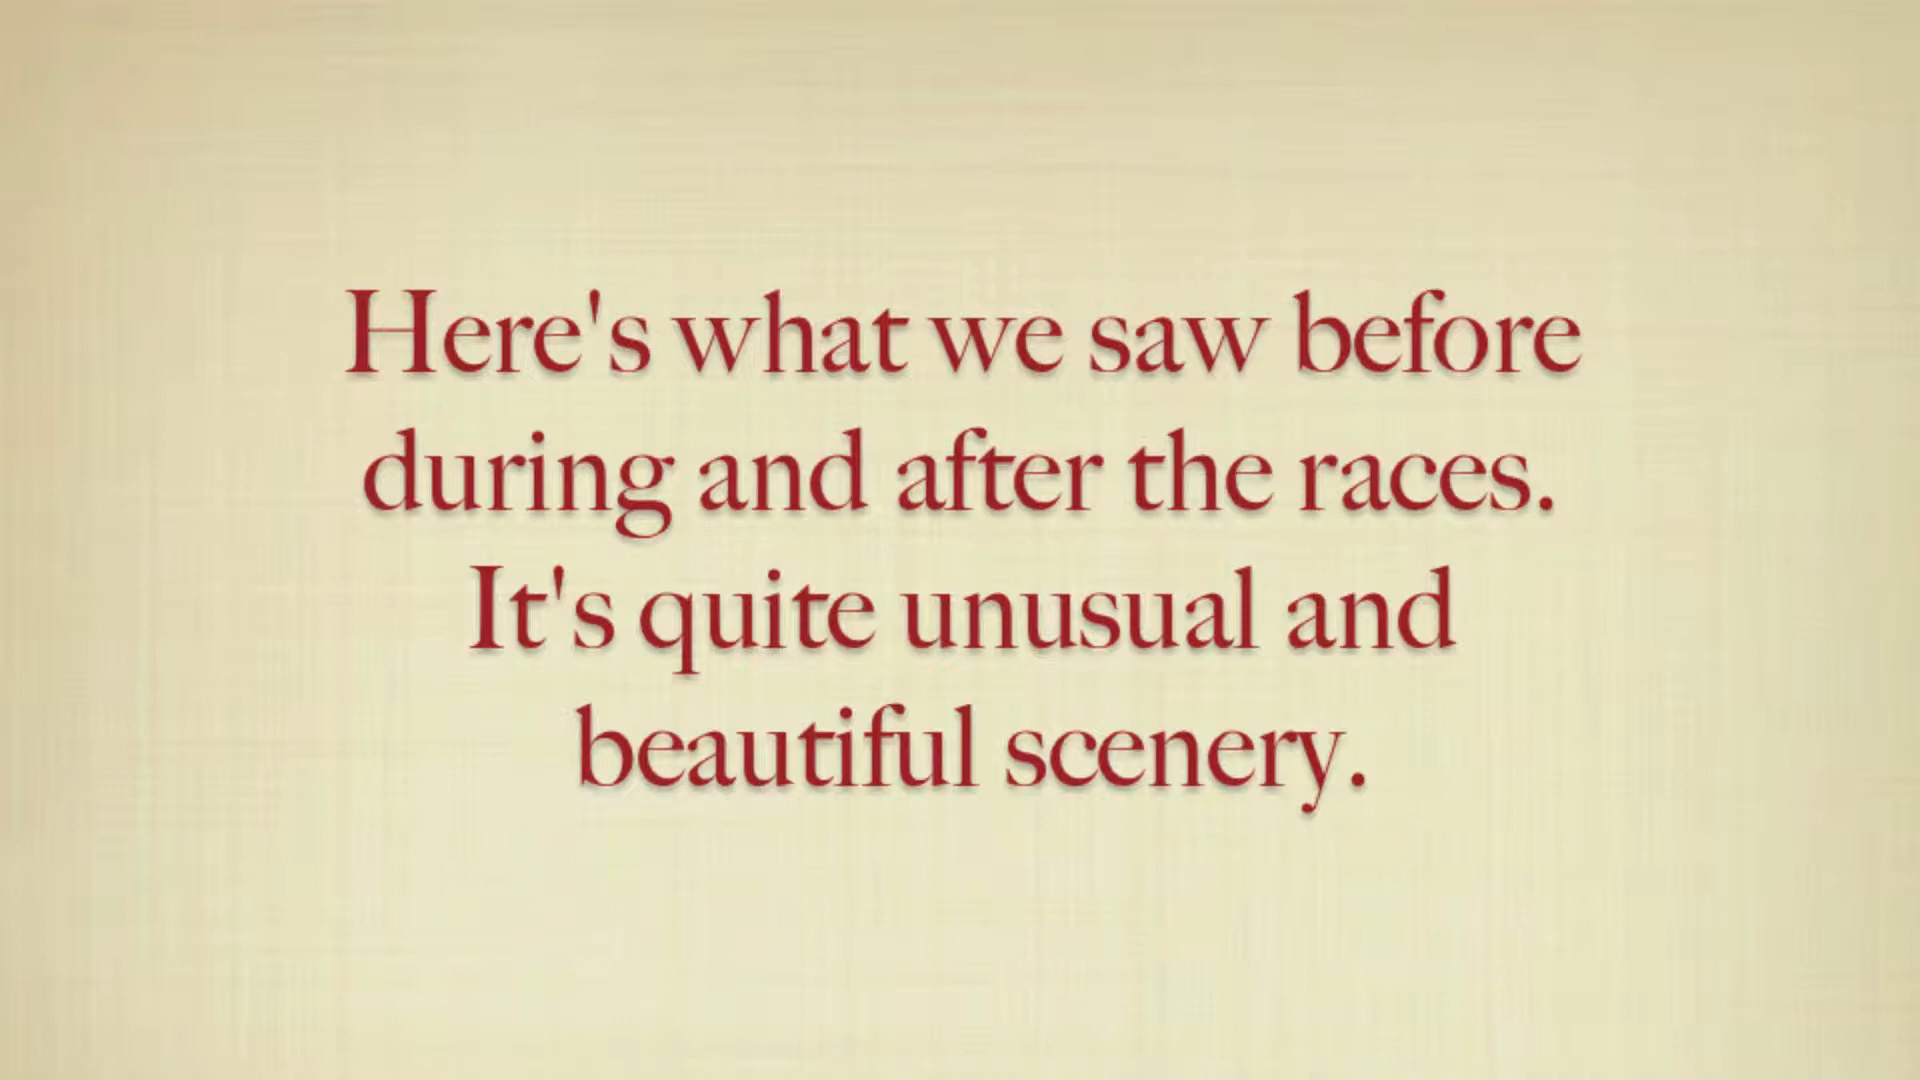 Here's what we saw before
during and after the races.
It's quite unusual and
beautiful scenery.